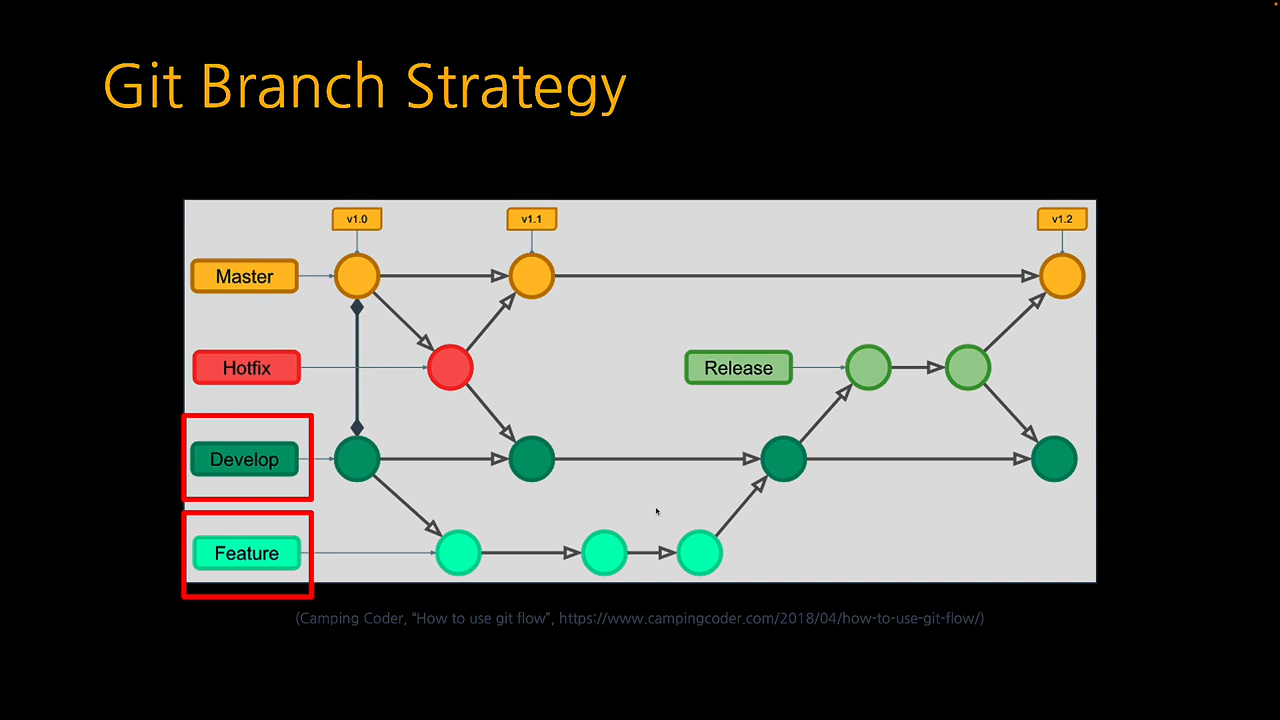 Git Branch Strategy
v1.0
v1.1
v1.2
Master
Hotfix
Release
Develop
Feature
(Camping Coder, “How to use git flow”, https://www.campingcoder.com/2018/04/how-to-use-git-flow/)